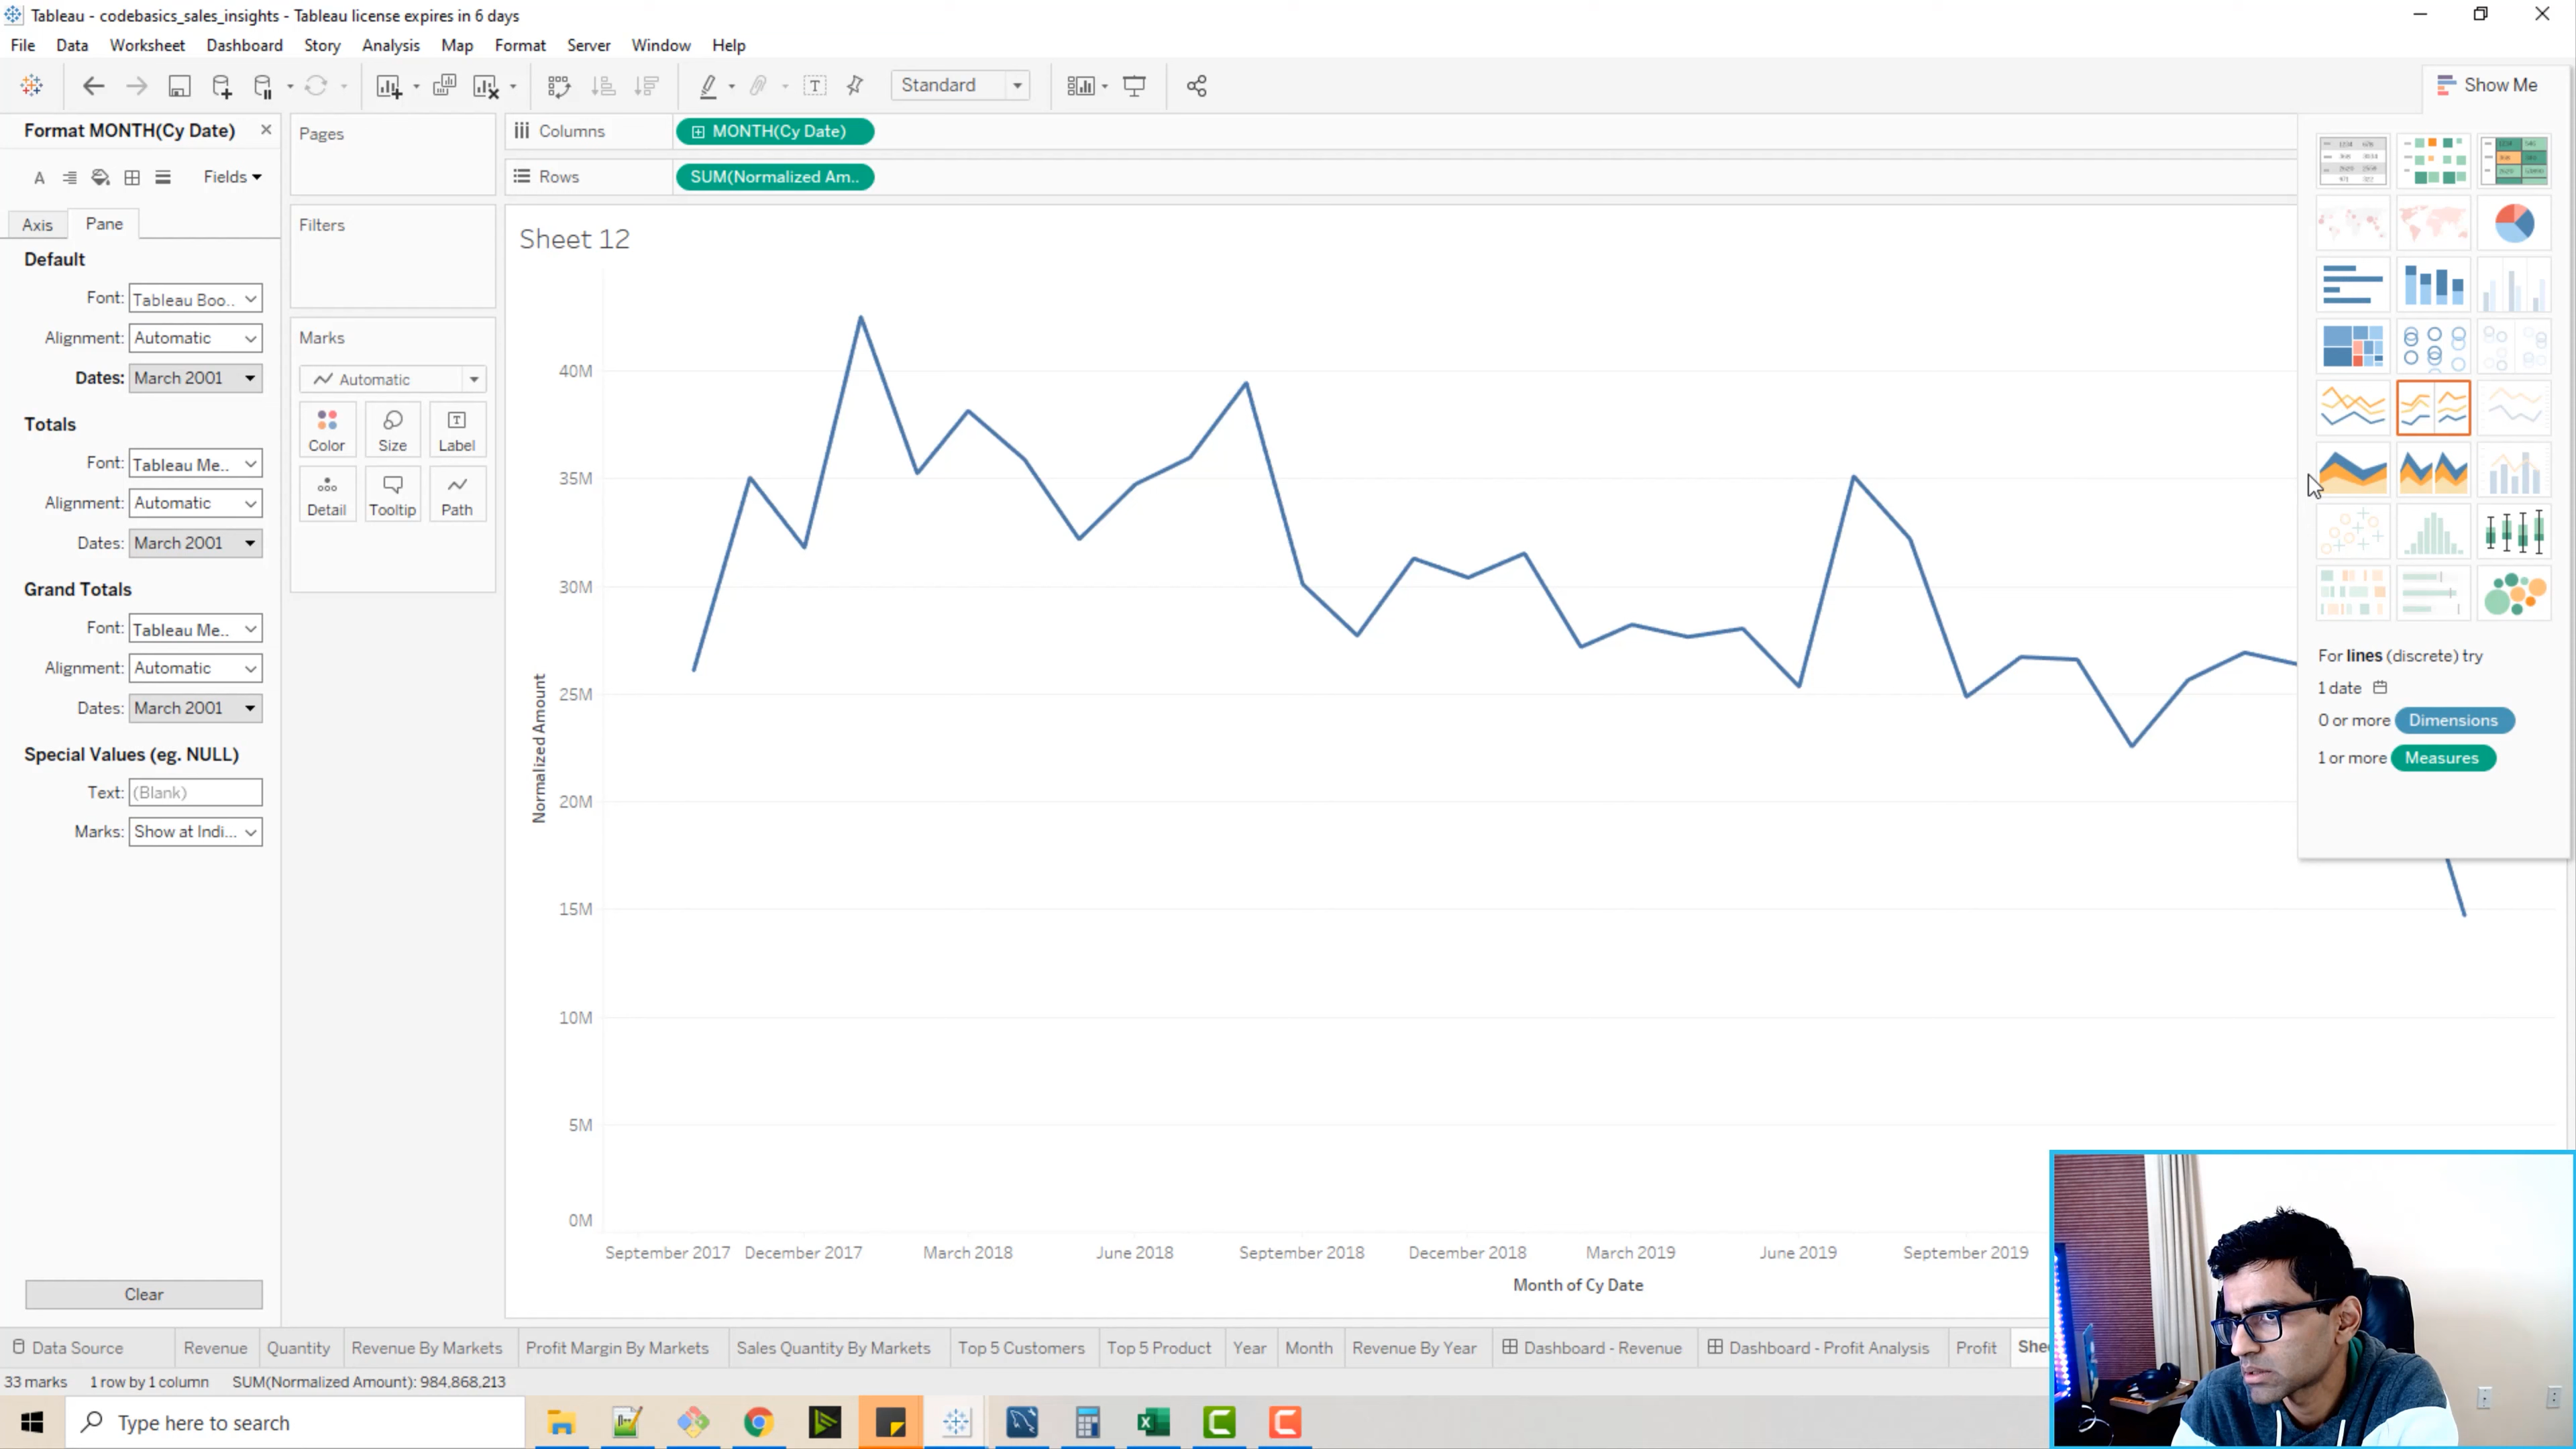 Tableau - codebasics_sales_insights - Tableau license expires in 6 days
File Data Worksheet Dashboard Story Analysis Map Format Server Window Help
Standard
Show Me
Format MONTH(Cy Date)
Fields
Axis Pane
Default
Font: Tableau Boo..
Alignment: Automatic
Dates: March 2001
Totals
Font: Tableau Me..
Alignment: Automatic
Dates: March 2001
Grand Totals
Font: Tableau Me..
Alignment: Automatic
Dates: March 2001
Special Values (eg. NULL)
Text: (Blank)
Marks: Show at Indi...
Clear
Pages
Filters
Marks
Automatic
Color Size Label
Detail Tooltip Path
Columns MONTH(Cy Date)
Rows SUM(Normalized Am..
Sheet 12
40M
35M
30M
25M
20M
15M
10M
5M
0M
Normalized Amount
September 2017 December 2017 March 2018 June 2018 September 2018 December 2018 March 2019 June 2019 September 2019
Month of Cy Date
For lines (discrete) try
1 date
0 or more Dimensions
1 or more Measures
Data Source Revenue Quantity Revenue By Markets Profit Margin By Markets Sales Quantity By Markets Top 5 Customers Top 5 Product Year Month Revenue By Year Dashboard - Revenue Dashboard - Profit Analysis Profit Shee
33 marks 1 row by 1 column SUM(Normalized Amount): 984,868,213
Type here to search